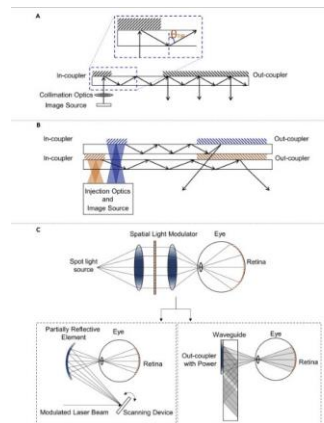 A
In-coupler
Out-coupler
Collimation Optics
Image Source
B
In-coupler
Out-coupler
In-coupler
Out-coupler
Injection Optics
and
Image Source
C
Spatial Light Modulator
Eye
Spot light
source
Retina
Partially Reflective
Element
Eye
Retina
Modulated Laser Beam
Scanning Device
Waveguide
Eye
Out-coupler
with Power
Retina